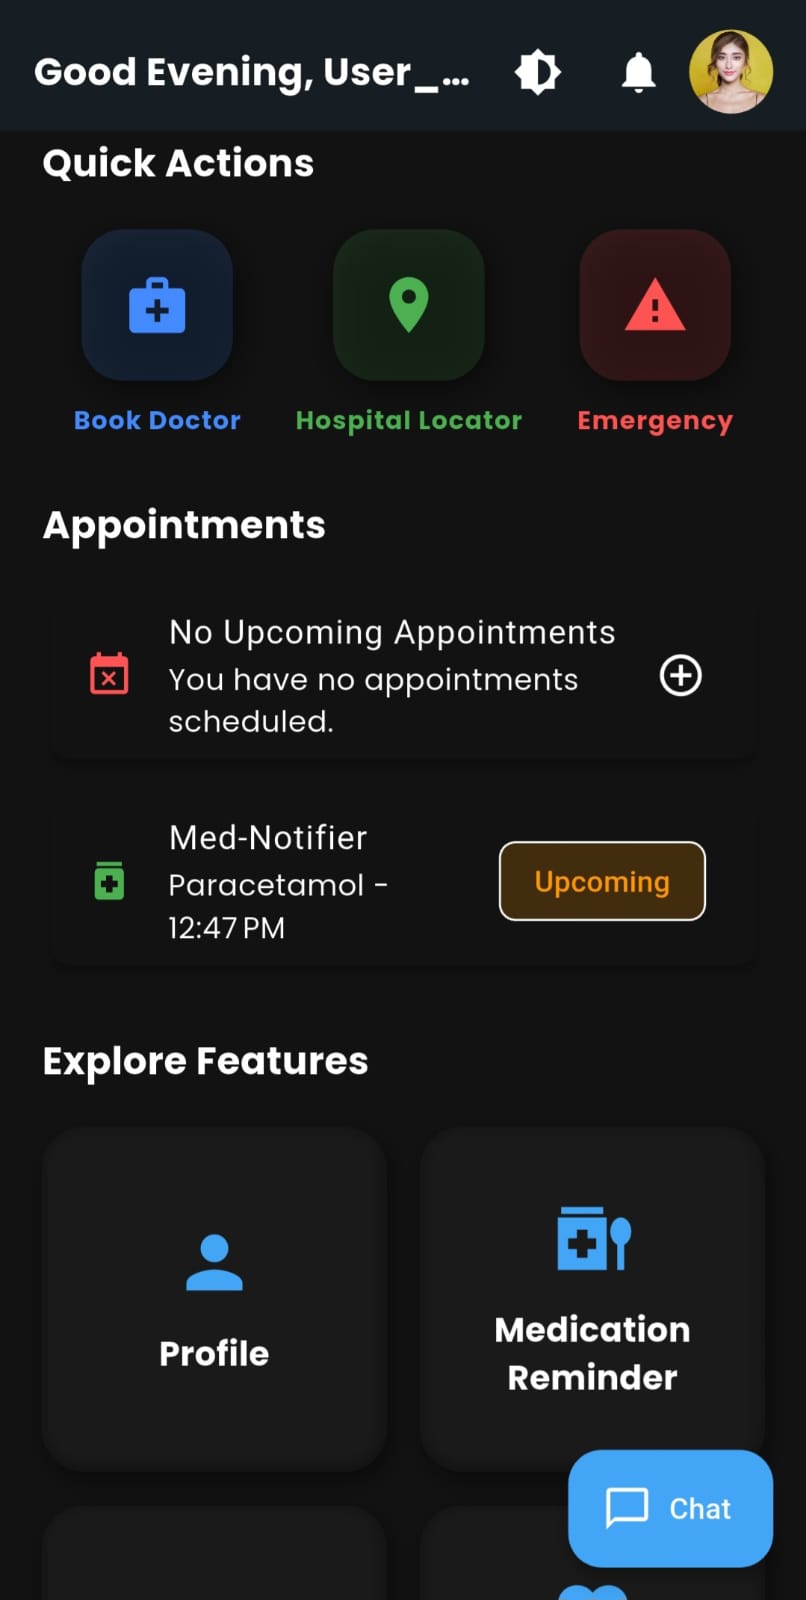 Good Evening, User_...
Quick Actions
Book Doctor
Hospital Locator
Emergency
Appointments
No Upcoming Appointments
You have no appointments
scheduled.
Med-Notifier
Paracetamol -
12:47 PM
Upcoming
Explore Features
Profile
Medication
Reminder
Chat